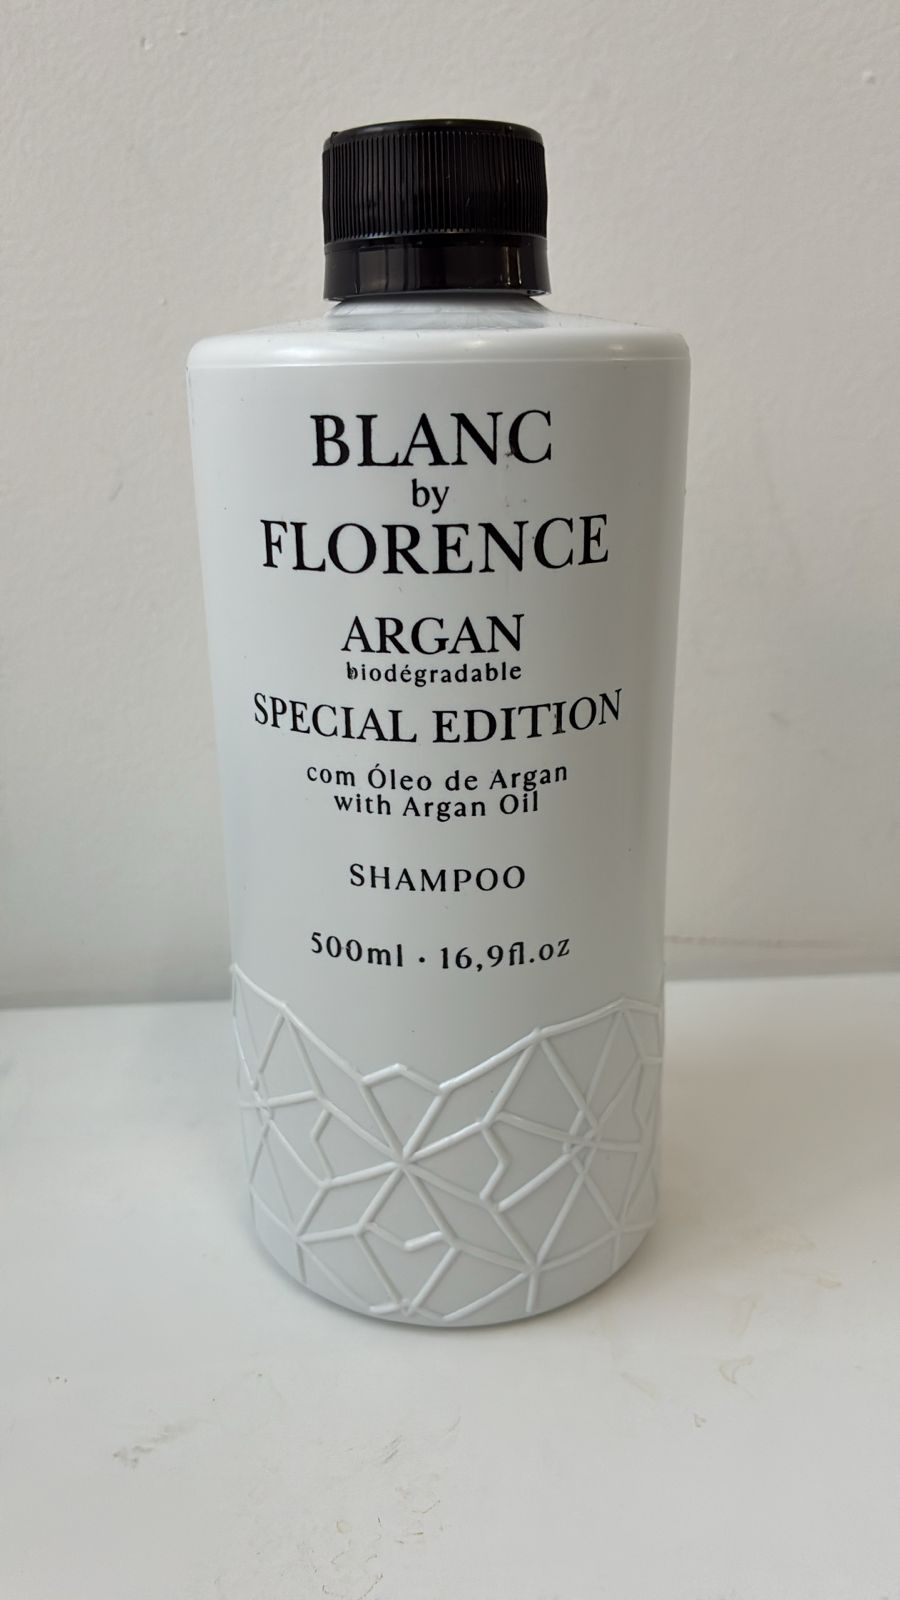 BLANC
by
FLORENCE
ARGAN
biodégradable
SPECIAL EDITION
com Óleo de Argan
with Argan Oil
SHAMPOO
500ml · 16,9fl.oz